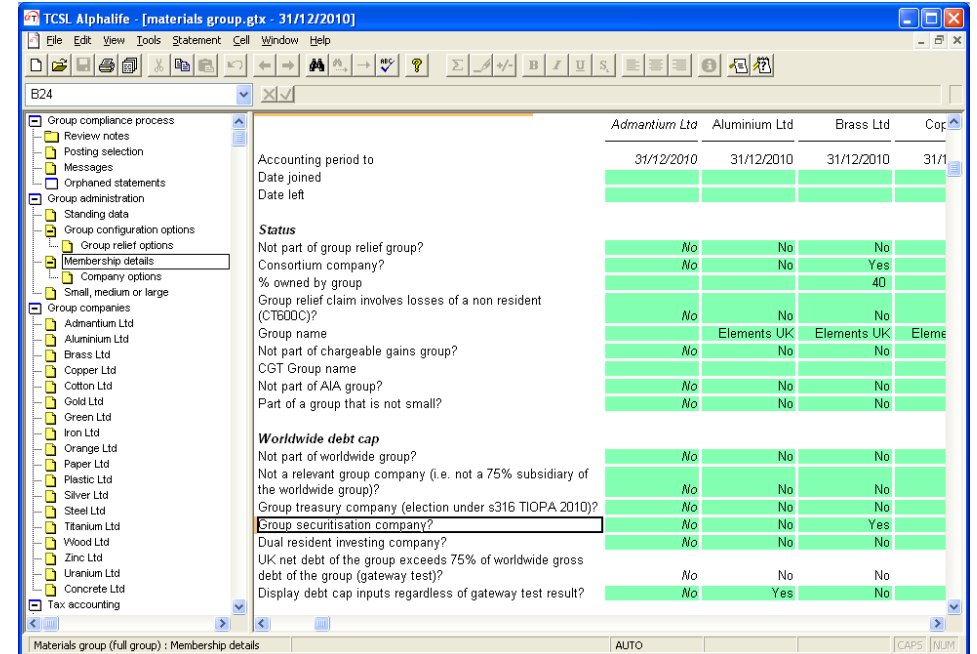 TCSL Alphalife - [materials group.gtx - 31/12/2010]
File Edit View Tools Statement Cell Window Help
B24
Group compliance process
Review notes
Posting selection
Messages
Orphaned statements
Group administration
Standing data
Group configuration options
Group relief options
Membership details
Company options
Small, medium or large
Group companies
Admantium Ltd
Aluminium Ltd
Brass Ltd
Copper Ltd
Cotton Ltd
Gold Ltd
Green Ltd
Iron Ltd
Orange Ltd
Paper Ltd
Plastic Ltd
Silver Ltd
Steel Ltd
Titanium Ltd
Wood Ltd
Zinc Ltd
Uranium Ltd
Concrete Ltd
Tax accounting
Admantium Ltd Aluminium Ltd Brass Ltd Cop
Accounting period to 31/12/2010 31/12/2010 31/12/2010 31/1
Date joined
Date left
Status
Not part of group relief group? No No No
Consortium company? No No Yes
% owned by group 40
Group relief claim involves losses of a non resident
(CT600C)? No No No
Group name Elements UK Elements UK Eleme
Not part of chargeable gains group? No No No
CGT Group name
Not part of AIA group? No No No
Part of a group that is not small? No No No
Worldwide debt cap
Not part of worldwide group? No No No
Not a relevant group company (i.e. not a 75% subsidiary of
the worldwide group)? No No No
Group treasury company (election under s316 TIOPA 2010)? No No No
Group securitisation company? No No Yes
Dual resident investing company? No No No
UK net debt of the group exceeds 75% of worldwide gross
debt of the group (gateway test)? No No No
Display debt cap inputs regardless of gateway test result? No Yes No
Materials group (full group) : Membership details AUTO CAPS NUM